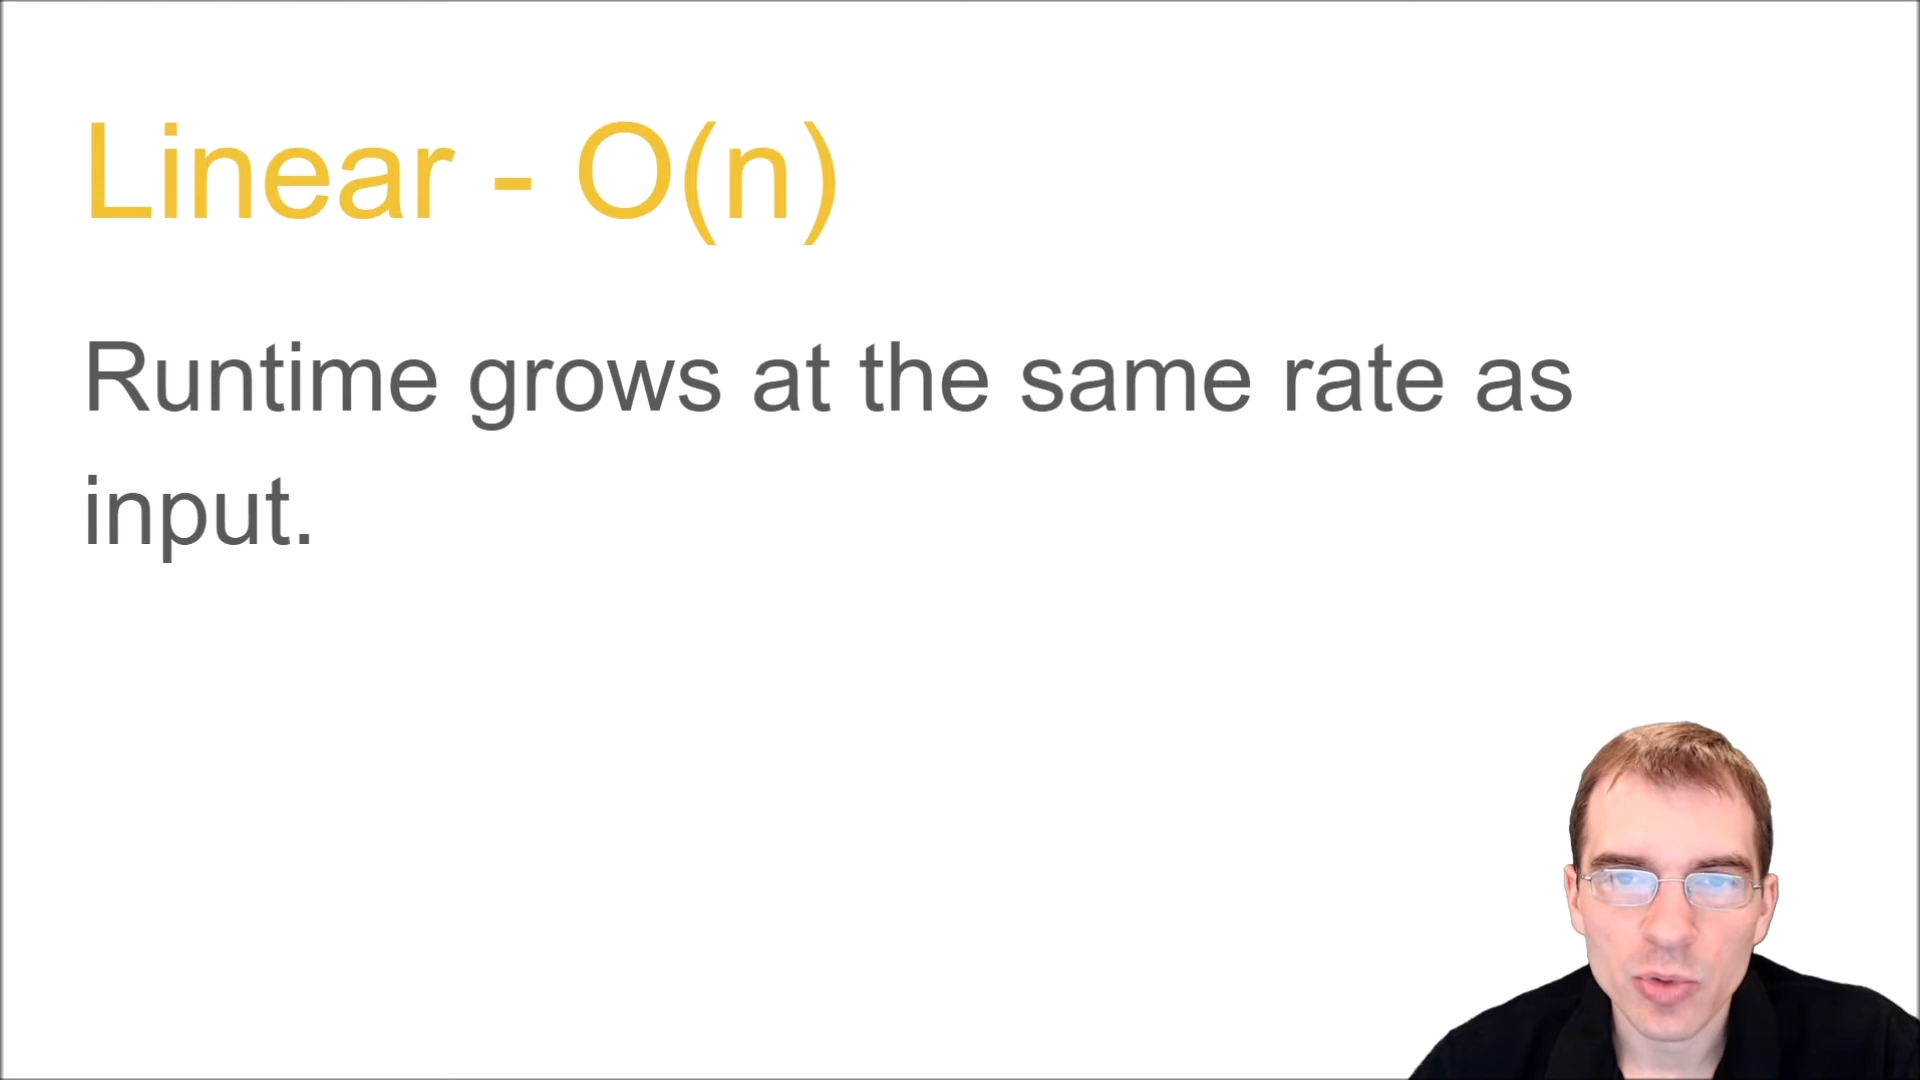 Linear - O(n)
Runtime grows at the same rate as
input.